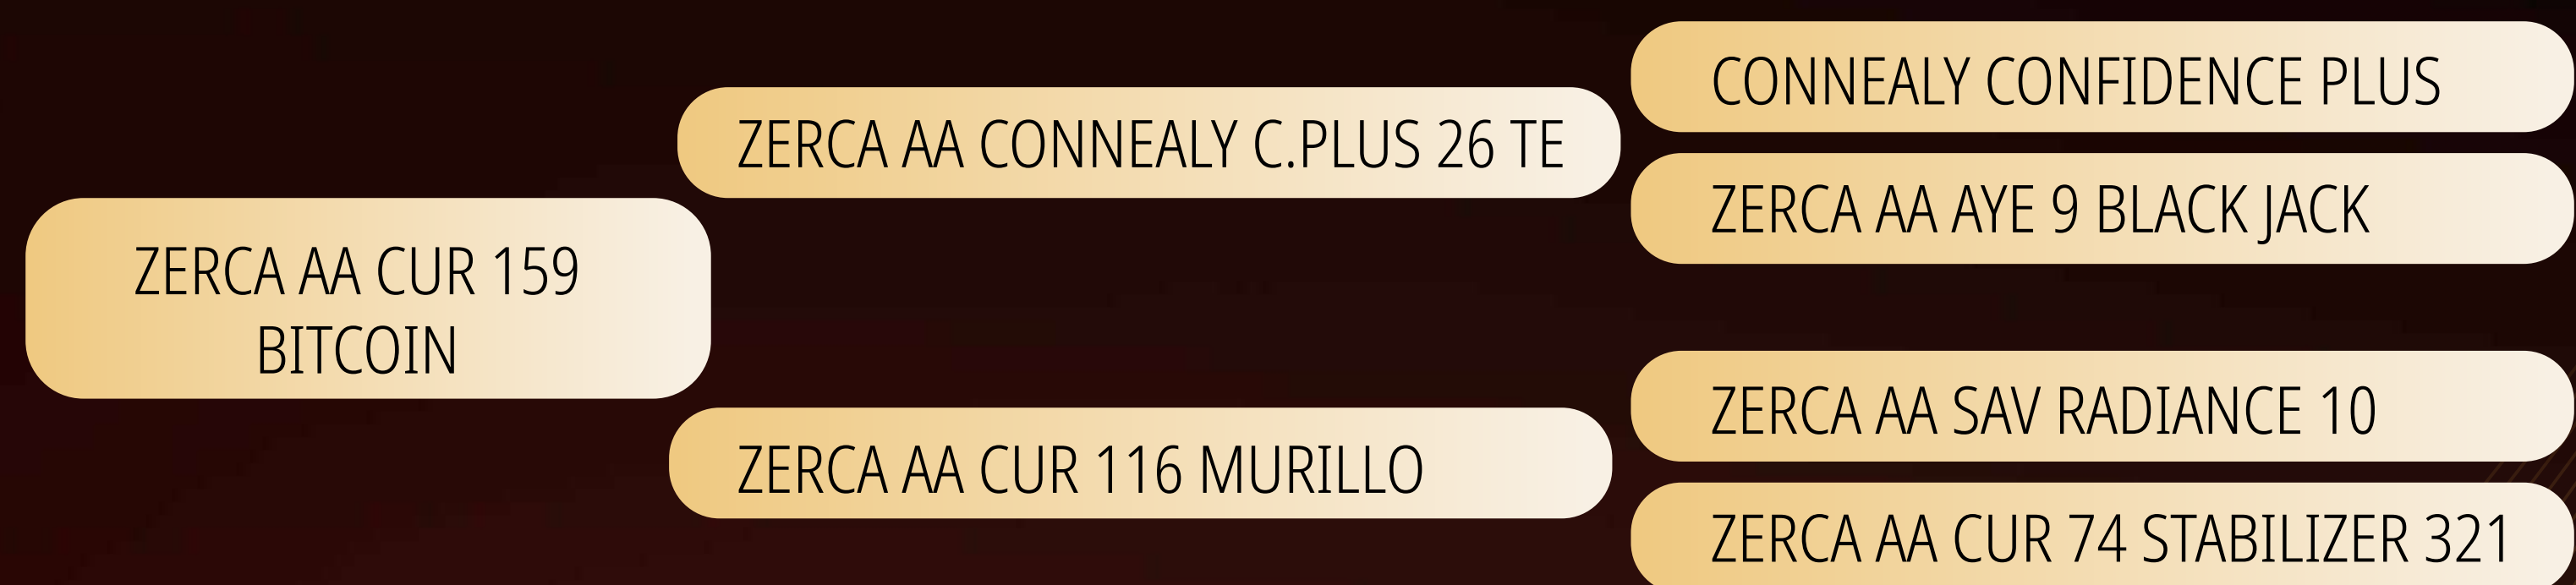 CONNEALY CONFIDENCE PLUS
ZERCA AA CONNEALY C.PLUS 26 TE
ZERCA AA AYE 9 BLACK JACK
ZERCA AA CUR 159
BITCOIN
ZERCA AA SAV RADIANCE 10
ZERCA AA CUR 116 MURILLO
ZERCA AA CUR 74 STABILIZER 321